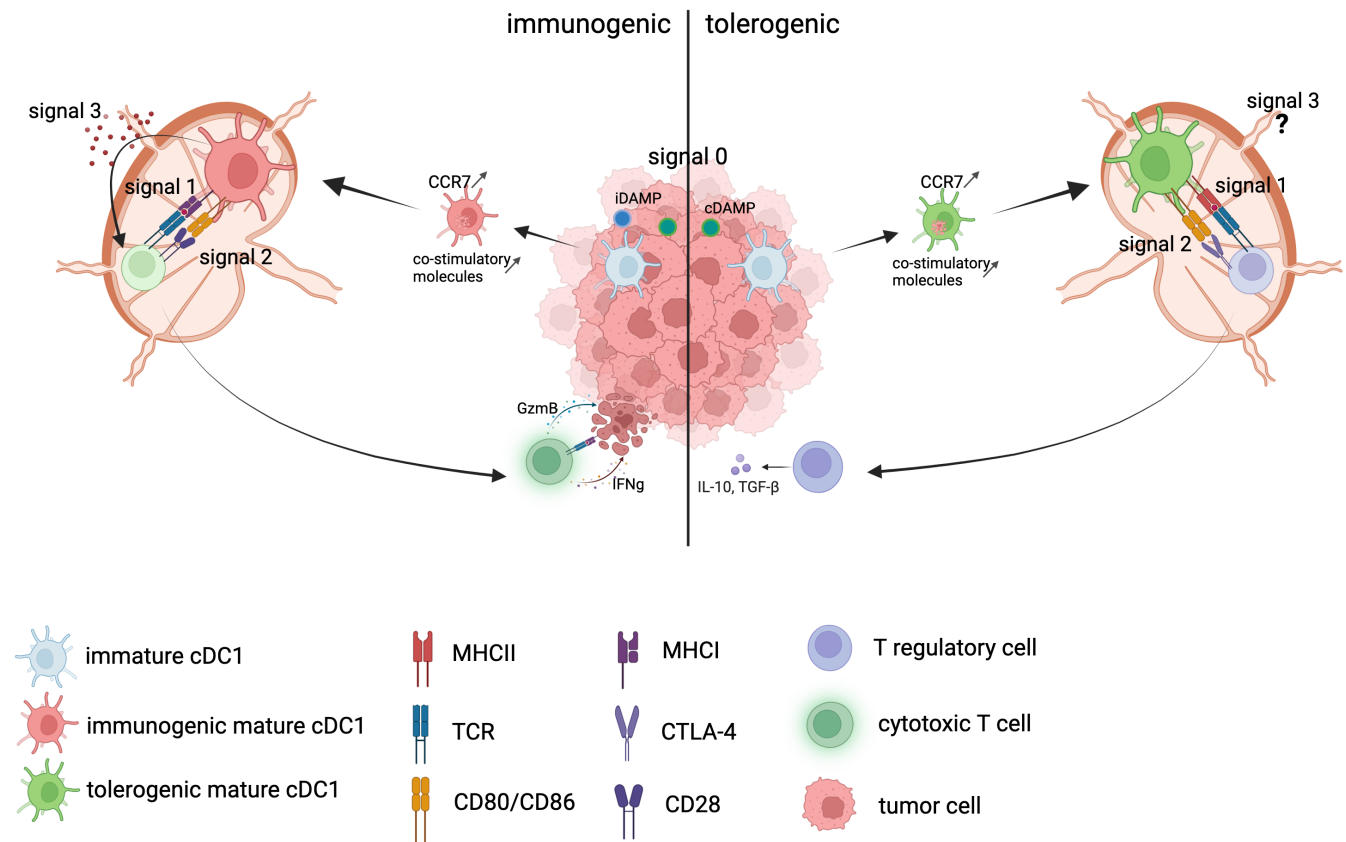 immunogenic
tolerogenic
signal 3
signal 1
signal 2
CCR7
co-stimulatory
molecules
signal 0
iDAMP
cDAMP
CCR7
co-stimulatory
molecules
signal 3
?
signal 1
signal 2
GzmB
IFNg
IL-10, TGF-β
immature cDC1
immunogenic mature cDC1
tolerogenic mature cDC1
MHCII
TCR
CD80/CD86
MHCI
CTLA-4
CD28
T regulatory cell
cytotoxic T cell
tumor cell